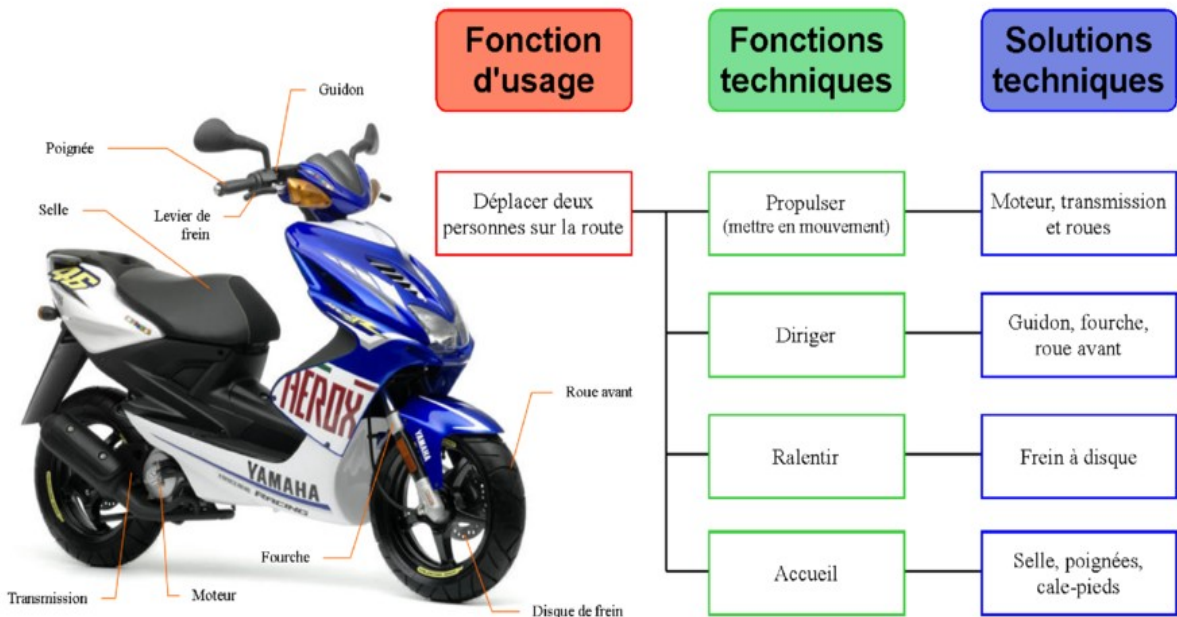 Fonction
d'usage
Fonctions
techniques
Solutions
techniques
Guidon
Poignée
Selle
Levier de
frein
Roue avant
Fourche
Transmission
Moteur
Disque de frein
46
AEROX
YAMAHA
RACING
YAMAHA
Déplacer deux
personnes sur la route
Propulser
(mettre en mouvement)
Moteur, transmission
et roues
Diriger
Guidon, fourche,
roue avant
Ralentir
Frein à disque
Accueil
Selle, poignées,
cale-pieds